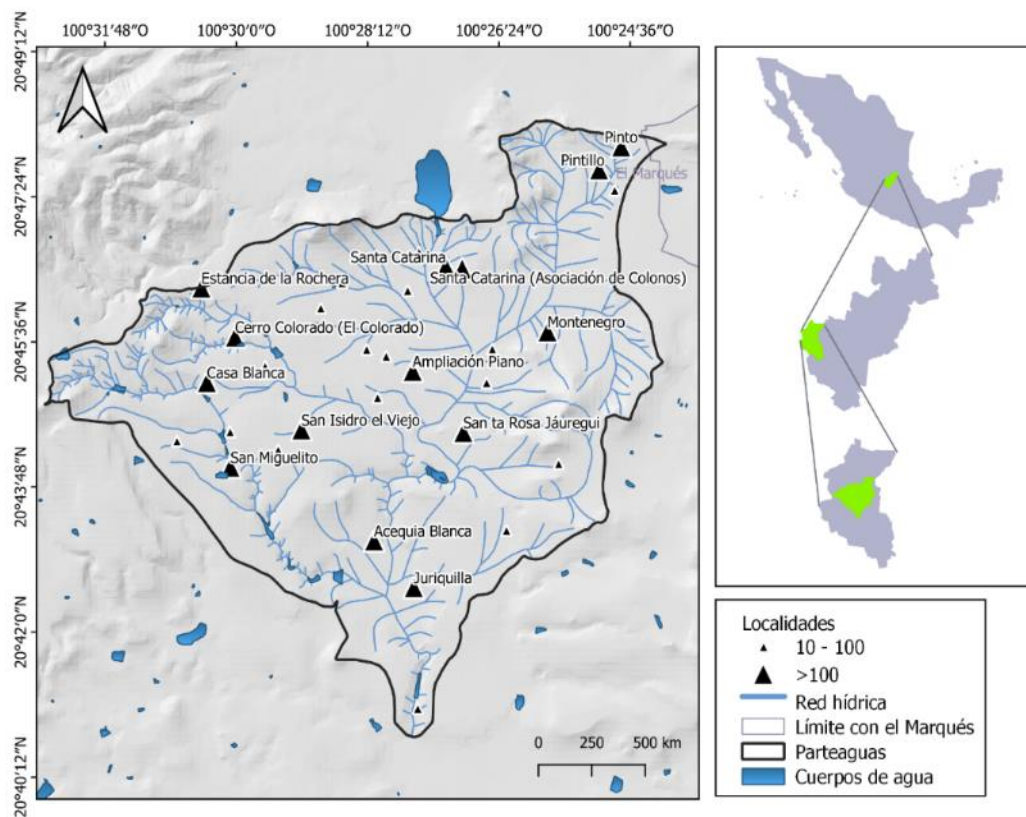 100°31'48"O 100°30'0"O 100°28'12"O 100°26'24"O 100°24'36"O
20°49'12"N
20°47'24"N
20°45'36"N
20°43'48"N
20°42'0"N
20°40'12"N
Pinto
Pintillo
El Marqués
Santa Catarina
Santa Catarina (Asociación de Colonos)
Estancia de la Rochera
Cerro Colorado (El Colorado)
Montenegro
Ampliación Piano
Casa Blanca
San Isidro el Viejo
San ta Rosa Jáuregui
San Miguelito
Acequia Blanca
Juriquilla
0 250 500 km
Localidades
10 - 100
>100
Red hídrica
Límite con el Marqués
Parteaguas
Cuerpos de agua